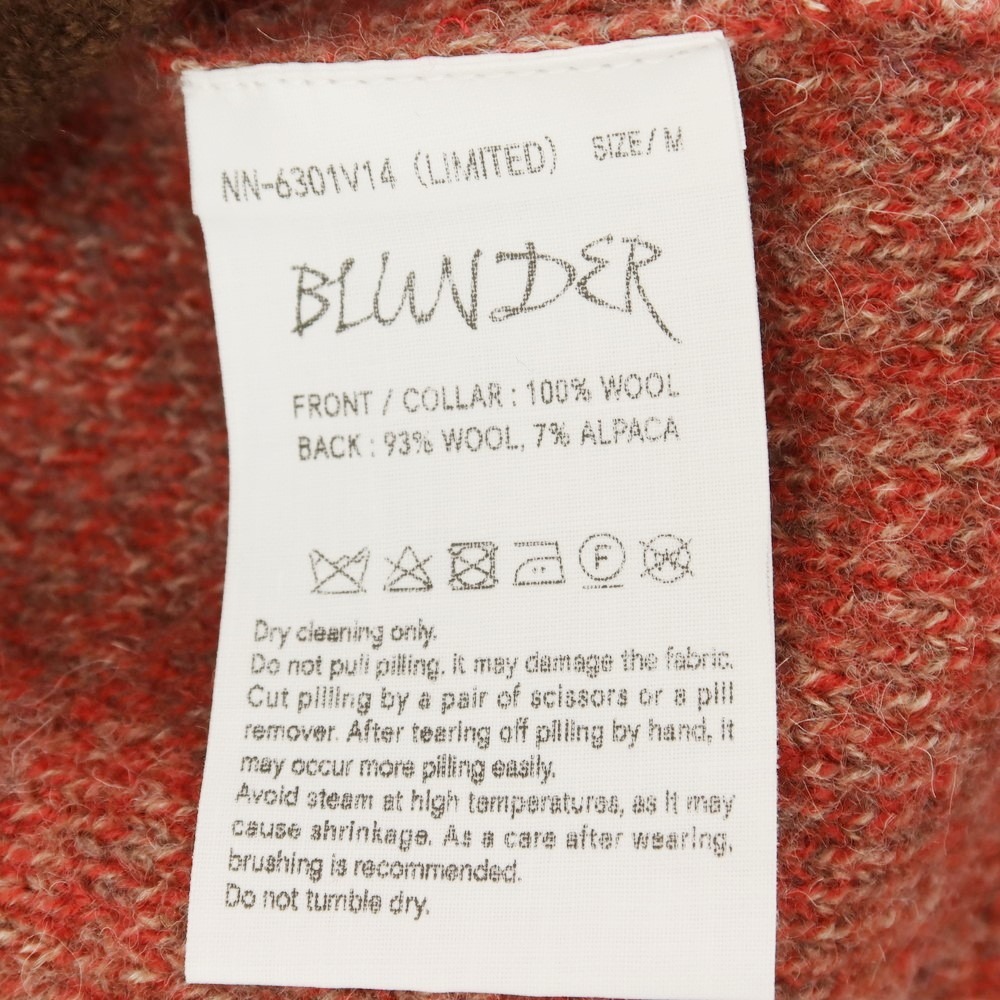 NN-6301V14 (LIMITED) SIZE/ M
BLUNDER
FRONT / COLLAR : 100% WOOL
BACK : 93% WOOL, 7% ALPACA
F
W
Dry cleaning only.
Do not pull pilling, it may damage the fabric.
Cut pilling by a pair of scissors or a pill
remover. After tearing off pilling by hand, it
may occur more pilling easily.
Avoid steam at high temperatures, as it may
cause shrinkage. As a care after wearing,
brushing is recommended.
Do not tumble dry.